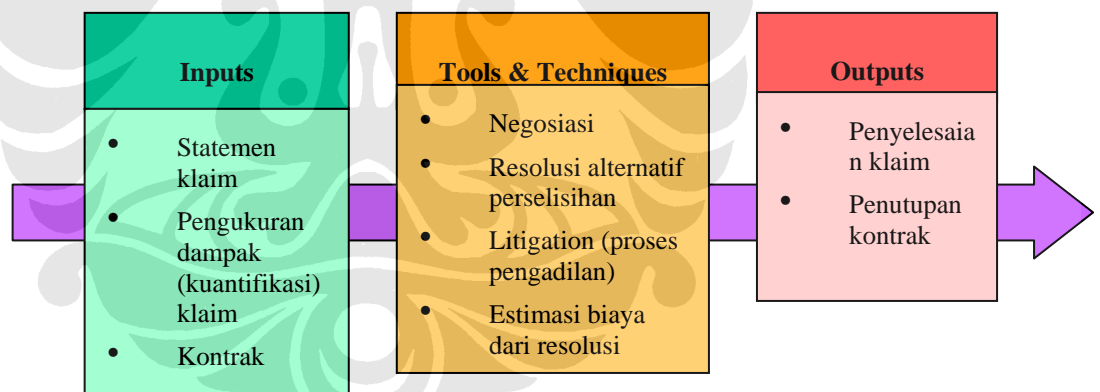 Inputs
• Statemen
klaim
• Pengukuran
dampak
(kuantifikasi)
klaim
• Kontrak
Tools & Techniques
• Negosiasi
• Resolusi alternatif
perselisihan
• Litigation (proses
pengadilan)
• Estimasi biaya
dari resolusi
Outputs
• Penyelesaia
n klaim
• Penutupan
kontrak